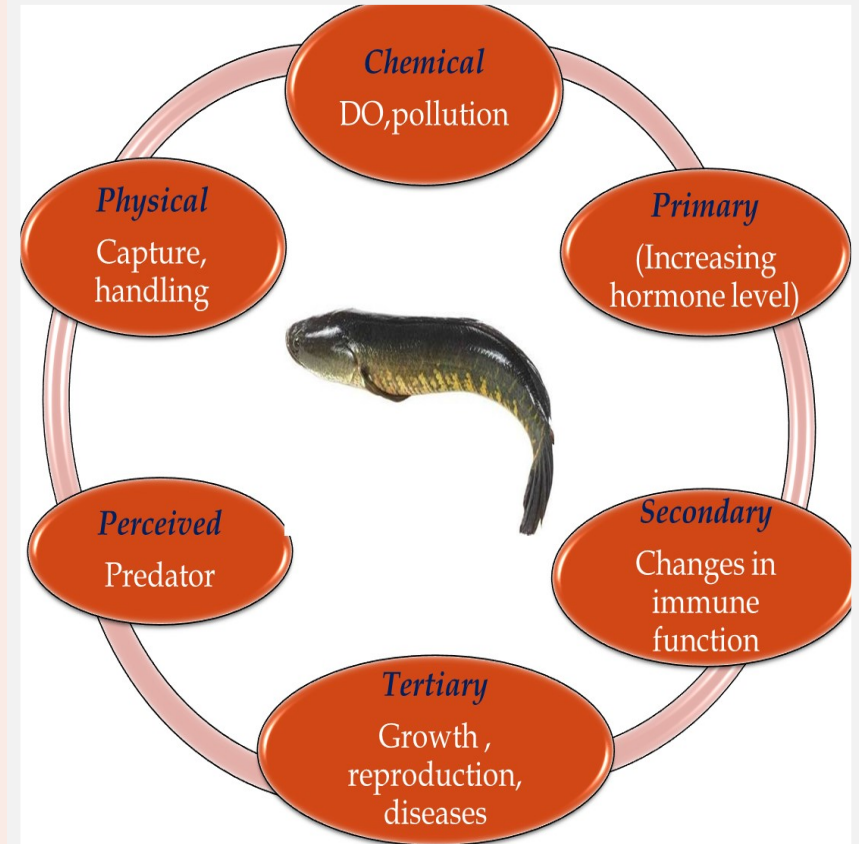 Chemical
DO,pollution
Primary
(Increasing
hormone level)
Secondary
Changes in
immune
function
Tertiary
Growth ,
reproduction,
diseases
Perceived
Predator
Physical
Capture,
handling